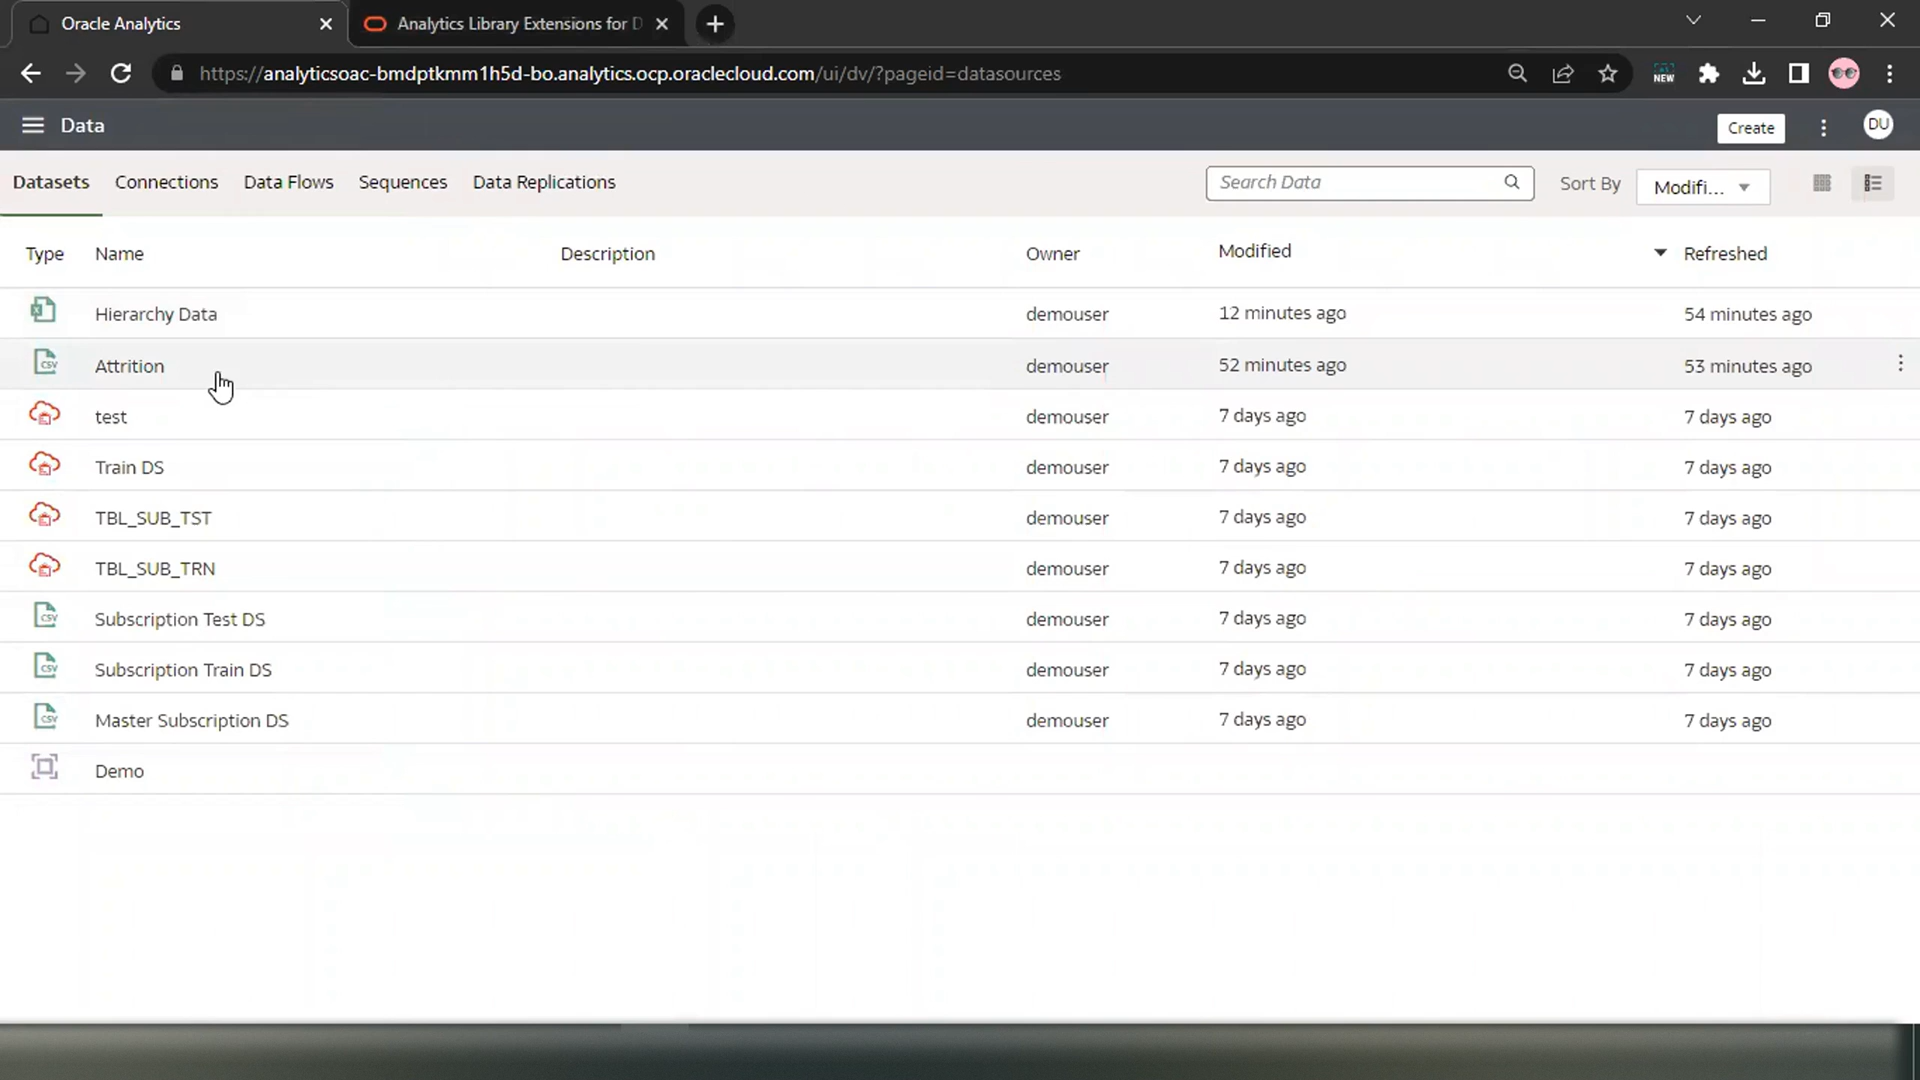 Oracle Analytics
Analytics Library Extensions for D
https://analyticsoac-bmdptkmm1h5d-bo.analytics.ocp.oraclecloud.com/ui/dv/?pageid=datasources
NEW
Data
Create
DU
Datasets Connections Data Flows Sequences Data Replications
Search Data
Sort By
Modifi...
Type Name Description Owner Modified Refreshed
Hierarchy Data demouser 12 minutes ago 54 minutes ago
CSV Attrition demouser 52 minutes ago 53 minutes ago
test demouser 7 days ago 7 days ago
Train DS demouser 7 days ago 7 days ago
TBL_SUB_TST demouser 7 days ago 7 days ago
TBL_SUB_TRN demouser 7 days ago 7 days ago
CSV Subscription Test DS demouser 7 days ago 7 days ago
CSV Subscription Train DS demouser 7 days ago 7 days ago
CSV Master Subscription DS demouser 7 days ago 7 days ago
Demo